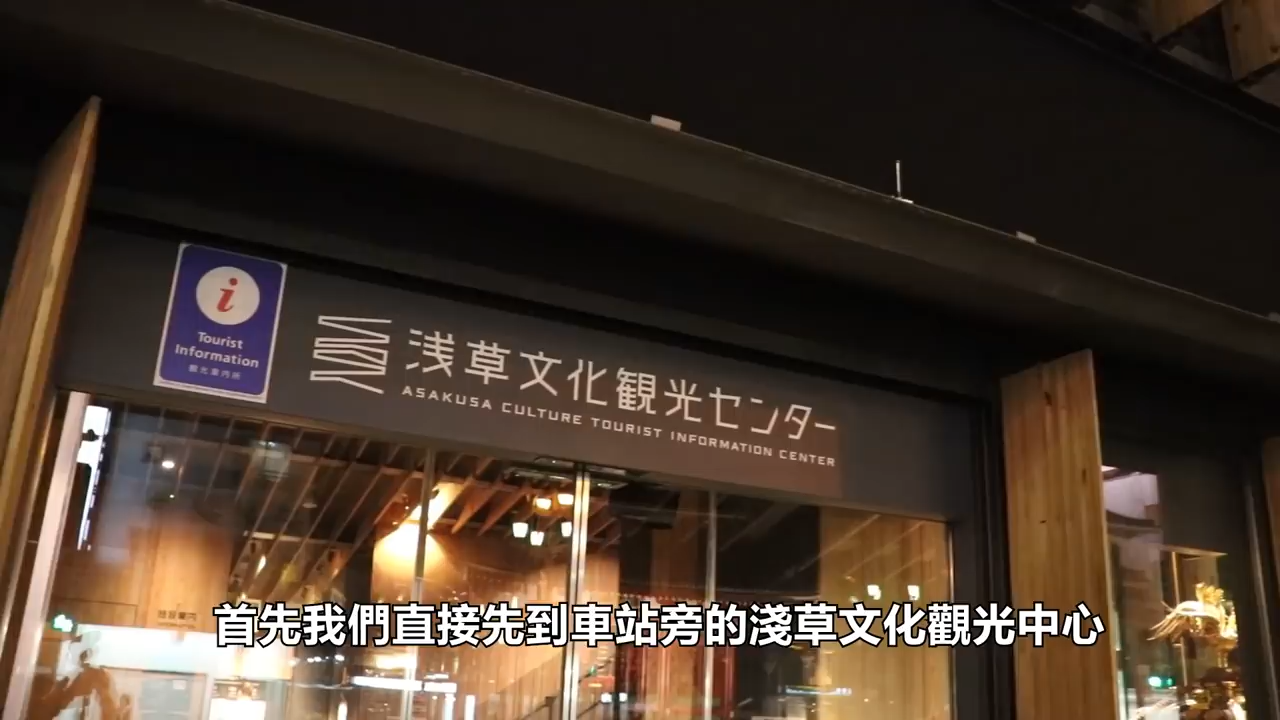 i
Tourist
Information
観光案内所
浅草文化観光センター
ASAKUSA CULTURE TOURIST INFORMATION CENTER
首先我們直接先到車站旁的淺草文化觀光中心